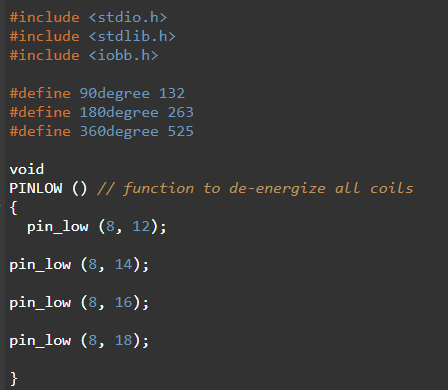 #include <stdio.h>
#include <stdlib.h>
#include <iobb.h>
#define 90degree 132
#define 180degree 263
#define 360degree 525
void
PINLOW () // function to de-energize all coils
{
pin_low (8, 12);
pin_low (8, 14);
pin_low (8, 16);
pin_low (8, 18);
}